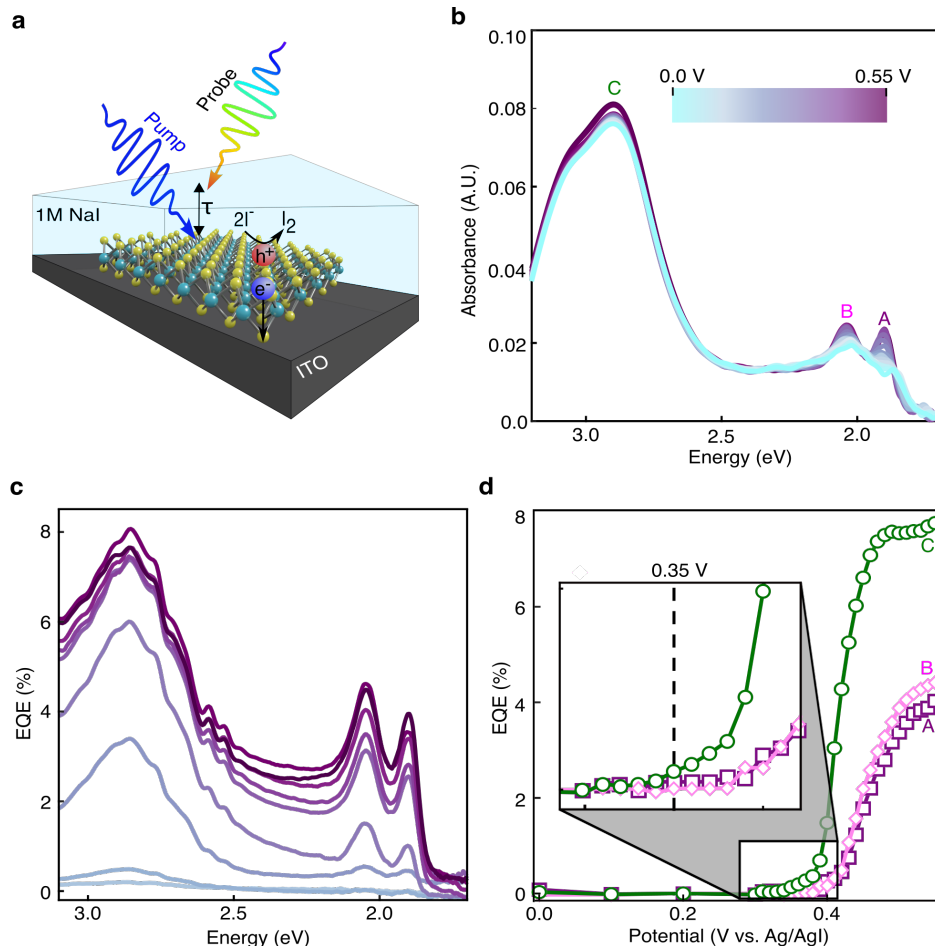 a
Pump
Probe
τ
1M NaI
2I⁻
I₂
h⁺
e⁻
ITO
b
0.10
0.08
0.06
0.04
0.02
0.0
Absorbance (A.U.)
C
0.0 V
0.55 V
B
A
3.0
2.5
2.0
Energy (eV)
c
8
6
4
2
0
EQE (%)
3.0
2.5
2.0
Energy (eV)
d
8
6
4
2
0
EQE (%)
0.35 V
C
B
A
0.0
0.2
0.4
Potential (V vs. Ag/AgI)